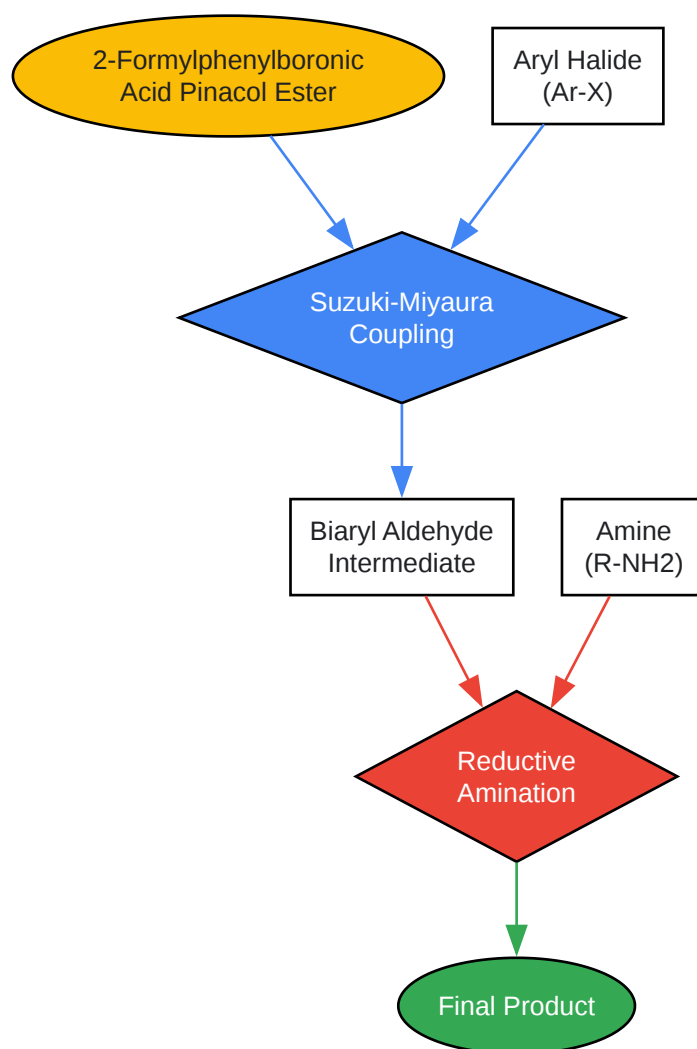 2-Formylphenylboronic
Acid Pinacol Ester
Aryl Halide
(Ar-X)
Suzuki-Miyaura
Coupling
Biaryl Aldehyde
Intermediate
Amine
(R-NH2)
Reductive
Amination
Final Product